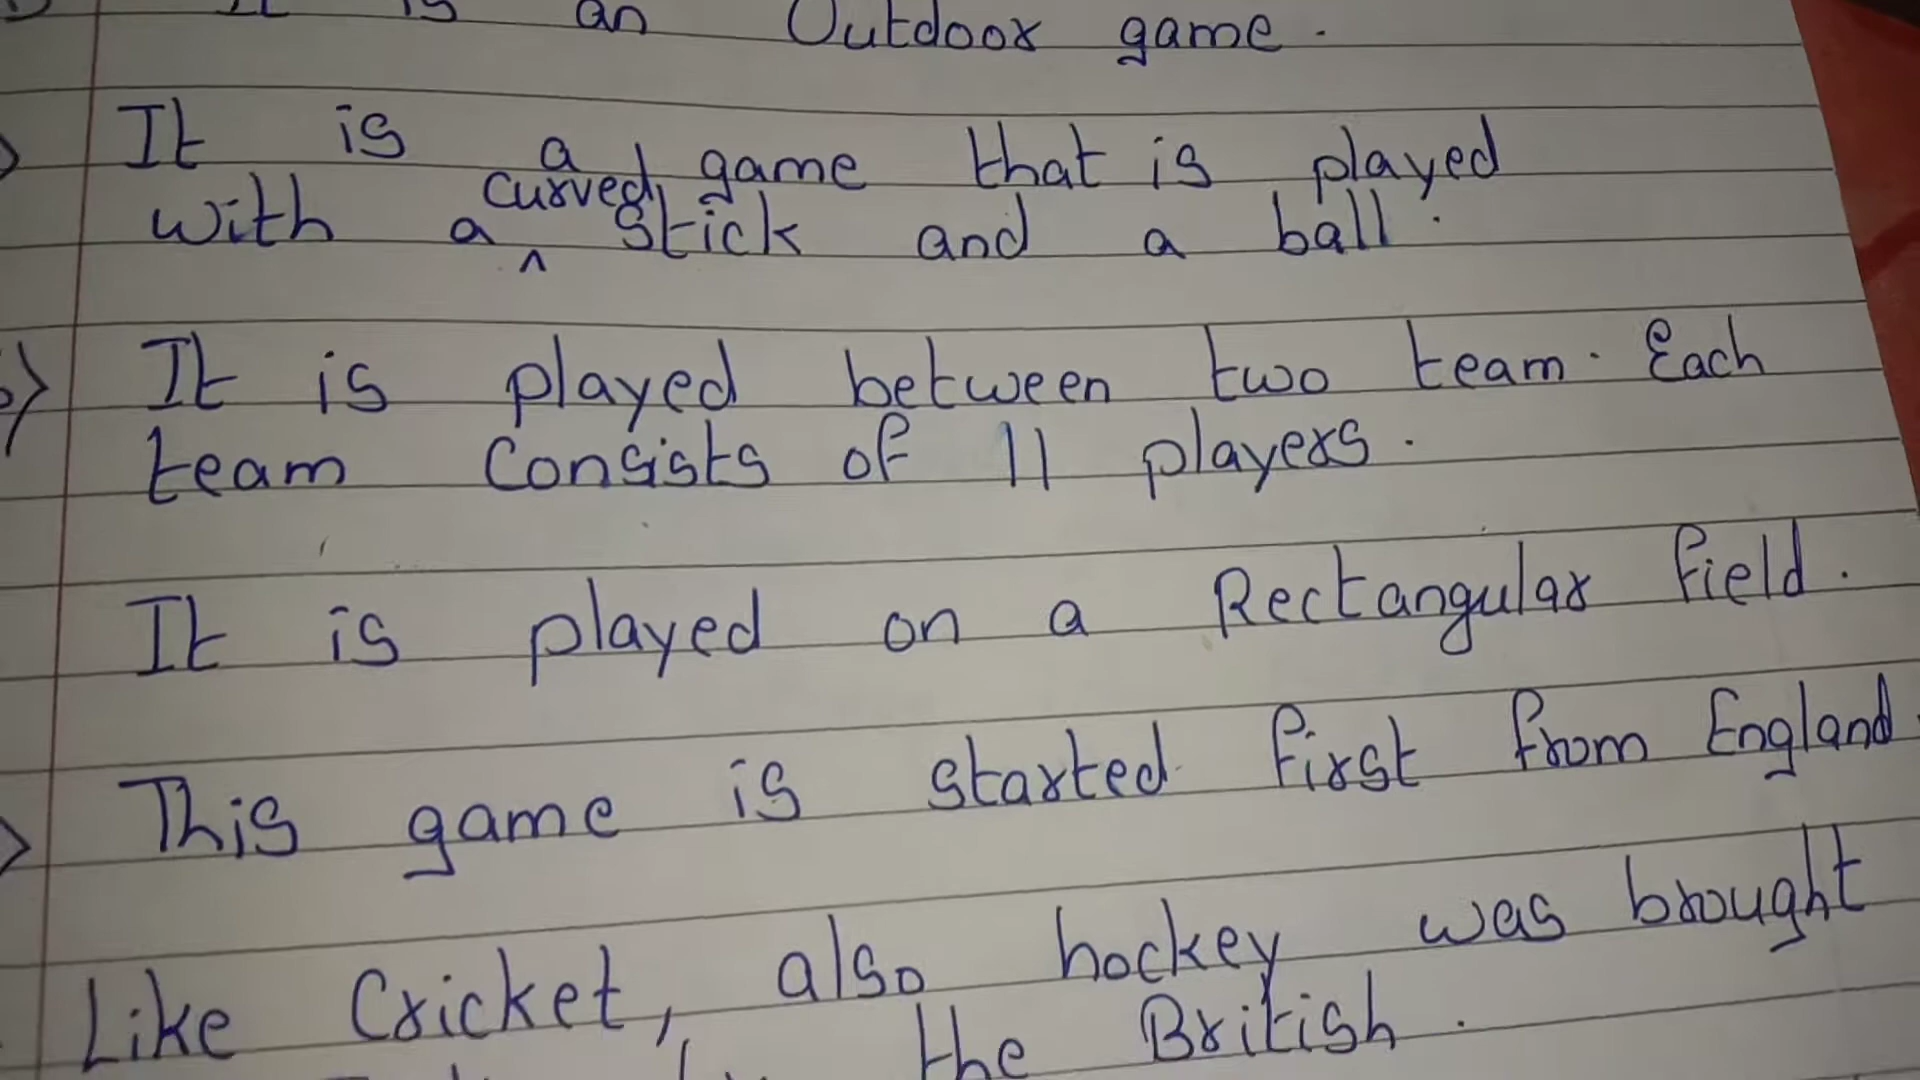 It is an Outdoor game.
It is a game that is played
with a curved stick and a ball.
It is played between two team. Each
team Consists of 11 players.
It is played on a Rectangular field.
This game is started first from England.
Like Cricket, also hockey was brought
the British.